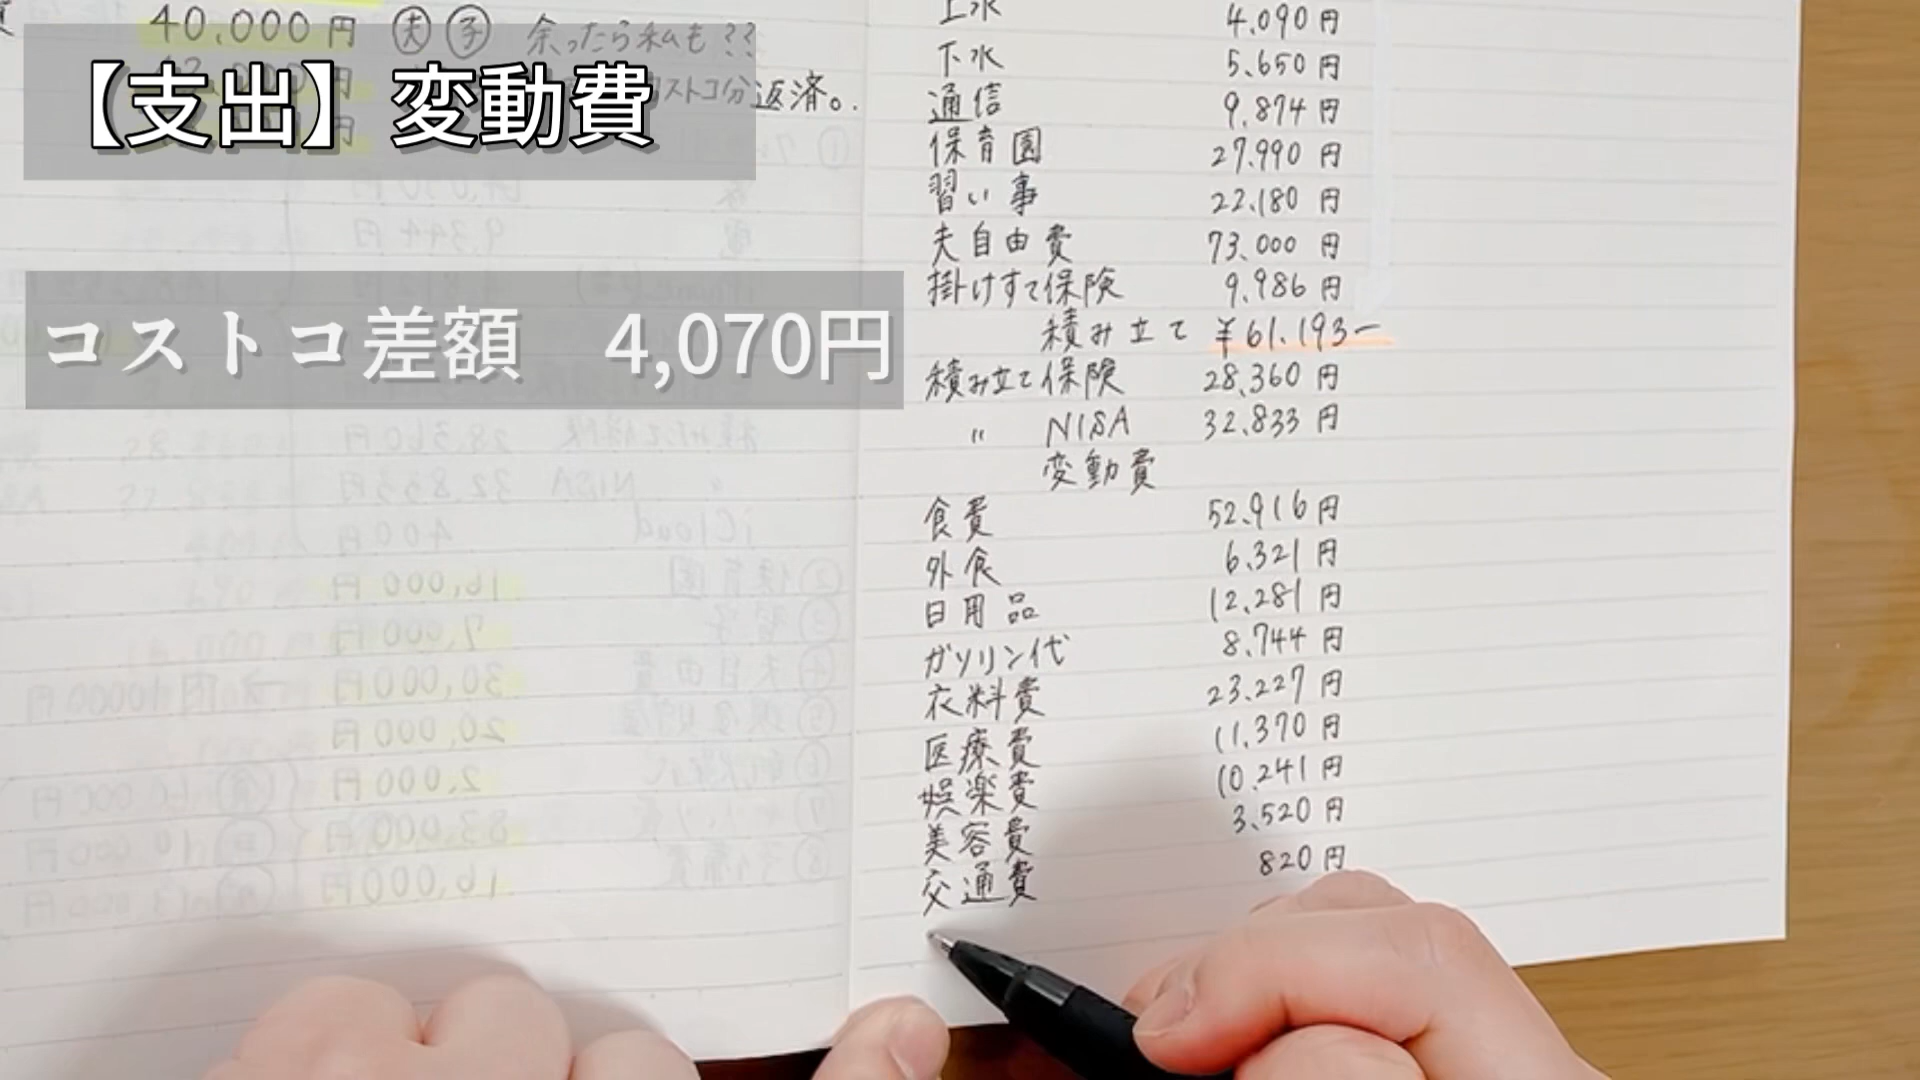 40,000円 夫 子 余ったら私も??
【支出】変動費
コストコ分返済。
コストコ差額 4,070円
上水 4,090円
下水 5,650円
通信 9,874円
保育園 27,990円
習い事 22,180円
夫自由費 73,000円
掛けすて保険 9,986円
積み立て ¥61,193-
積み立て保険 28,360円
〃 NISA 32,833円
変動費
食費 52,916円
外食 6,321円
日用品 12,281円
ガソリン代 8,744円
衣料費 23,227円
医療費 11,370円
娯楽費 10,241円
美容費 3,520円
交通費 820円